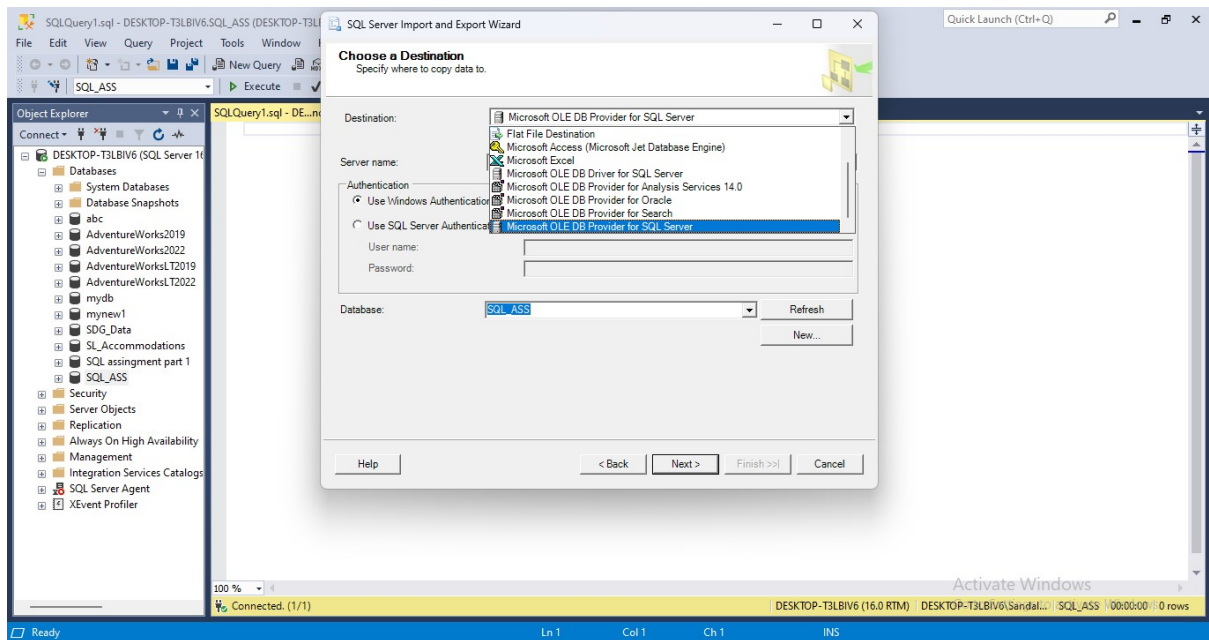 SQLQuery1.sql - DESKTOP-T3LBIV6.SQL_ASS (DESKTOP-T3L
Quick Launch (Ctrl+Q)
File Edit View Query Project Tools Window
New Query
SQL_ASS
Execute
Object Explorer
Connect
DESKTOP-T3LBIV6 (SQL Server 16
Databases
System Databases
Database Snapshots
abc
AdventureWorks2019
AdventureWorks2022
AdventureWorksLT2019
AdventureWorksLT2022
mydb
mynew1
SDG_Data
SL_Accommodations
SQL assingment part 1
SQL_ASS
Security
Server Objects
Replication
Always On High Availability
Management
Integration Services Catalogs
SQL Server Agent
XEvent Profiler
SQLQuery1.sql - DE...no
SQL Server Import and Export Wizard
Choose a Destination
Specify where to copy data to.
Destination:
Microsoft OLE DB Provider for SQL Server
Flat File Destination
Microsoft Access (Microsoft Jet Database Engine)
Microsoft Excel
Microsoft OLE DB Driver for SQL Server
Microsoft OLE DB Provider for Analysis Services 14.0
Microsoft OLE DB Provider for Oracle
Microsoft OLE DB Provider for Search
Microsoft OLE DB Provider for SQL Server
Server name:
Authentication
Use Windows Authentication
Use SQL Server Authenticat
User name:
Password:
Database:
SQL_ASS
Refresh
New...
Help
< Back
Next >
Finish >>|
Cancel
100 %
Activate Windows
Connected. (1/1)
DESKTOP-T3LBIV6 (16.0 RTM)
DESKTOP-T3LBIV6\Sandal...
SQL_ASS
00:00:00
0 rows
Ready
Ln 1
Col 1
Ch 1
INS